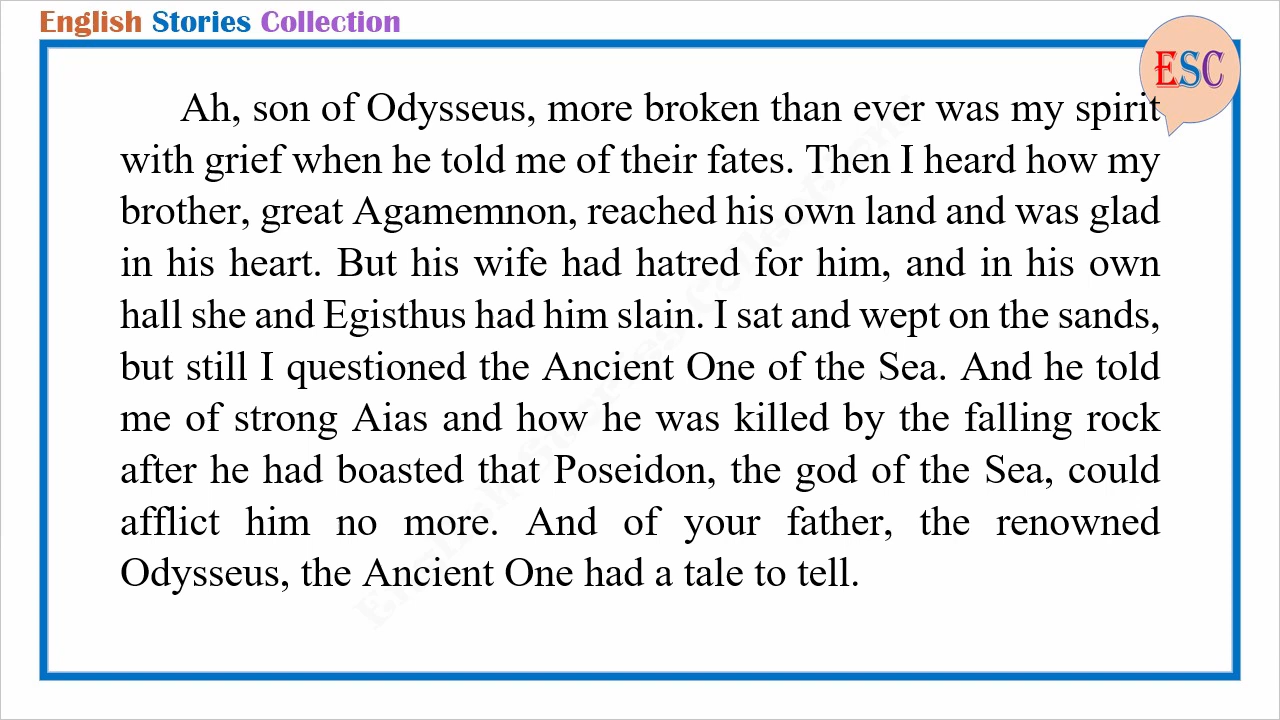 English Stories Collection
ESC
Ah, son of Odysseus, more broken than ever was my spirit
with grief when he told me of their fates. Then I heard how my
brother, great Agamemnon, reached his own land and was glad
in his heart. But his wife had hatred for him, and in his own
hall she and Egisthus had him slain. I sat and wept on the sands,
but still I questioned the Ancient One of the Sea. And he told
me of strong Aias and how he was killed by the falling rock
after he had boasted that Poseidon, the god of the Sea, could
afflict him no more. And of your father, the renowned
Odysseus, the Ancient One had a tale to tell.
English Stories Collection